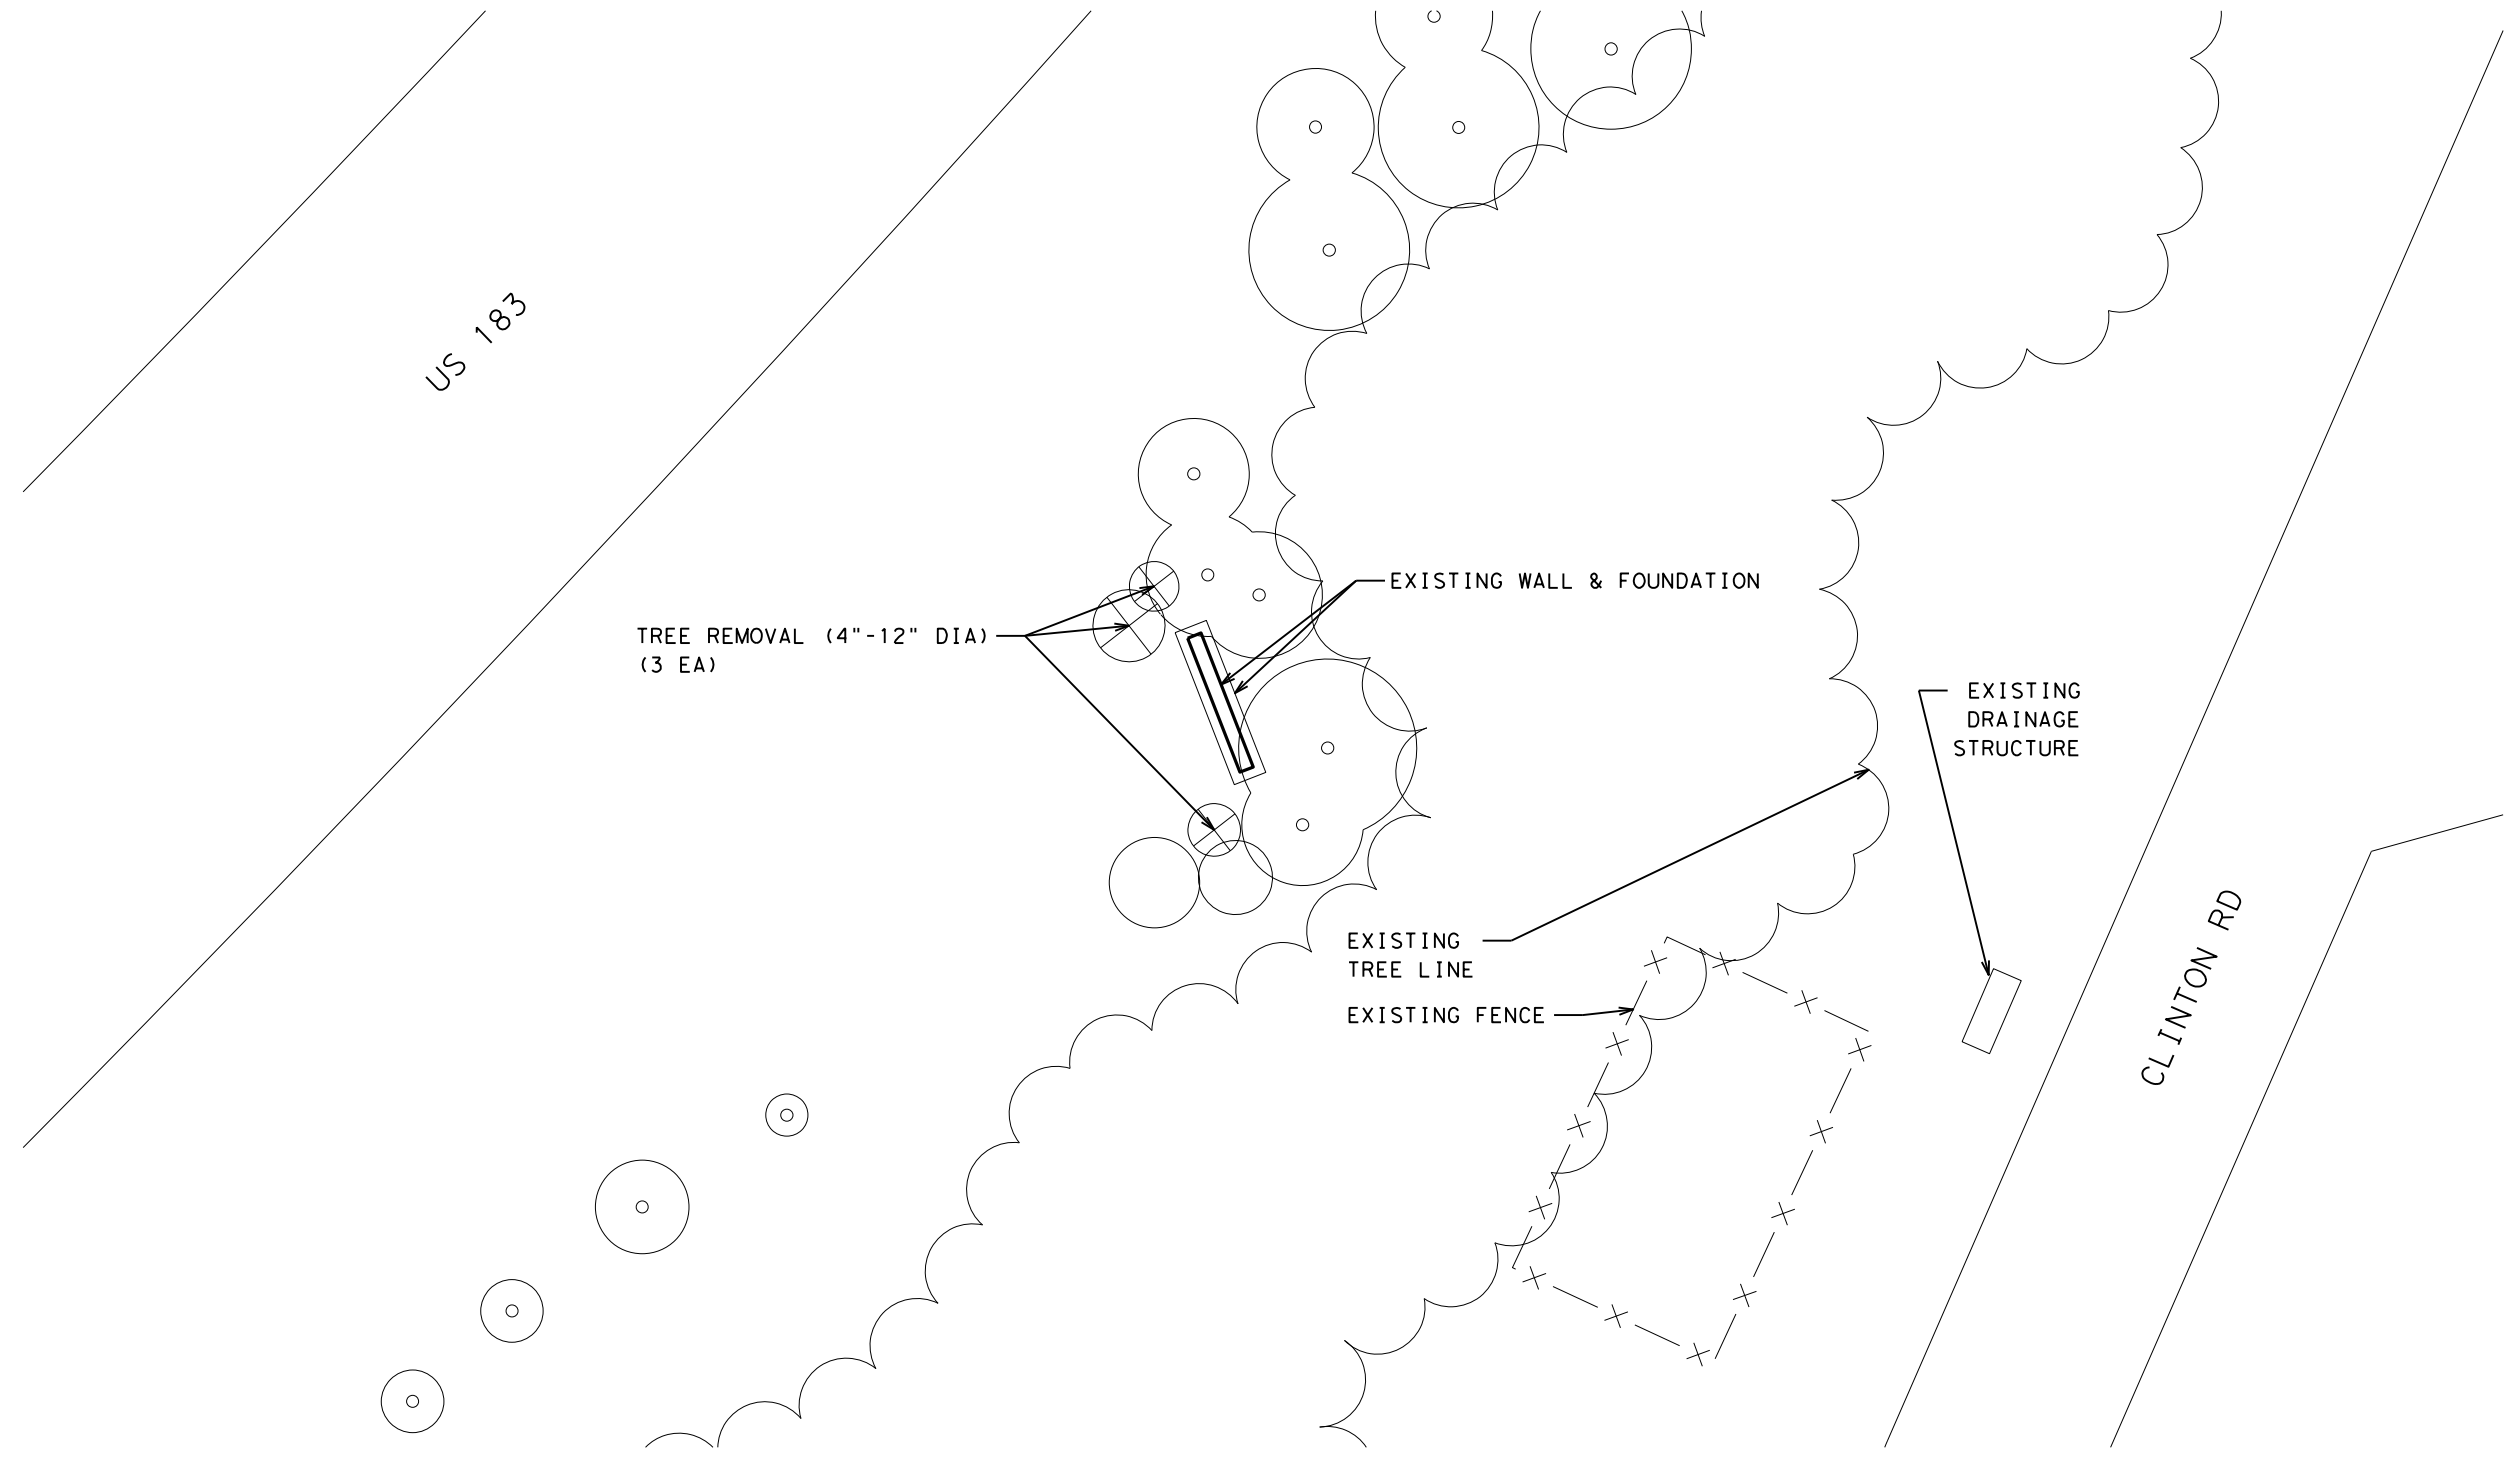 US 183
EXISTING WALL & FOUNDATION
TREE REMOVAL (4"-12" DIA)
(3 EA)
EXISTING
DRAINAGE
STRUCTURE
EXISTING
TREE LINE
EXISTING FENCE
CLINTON RD